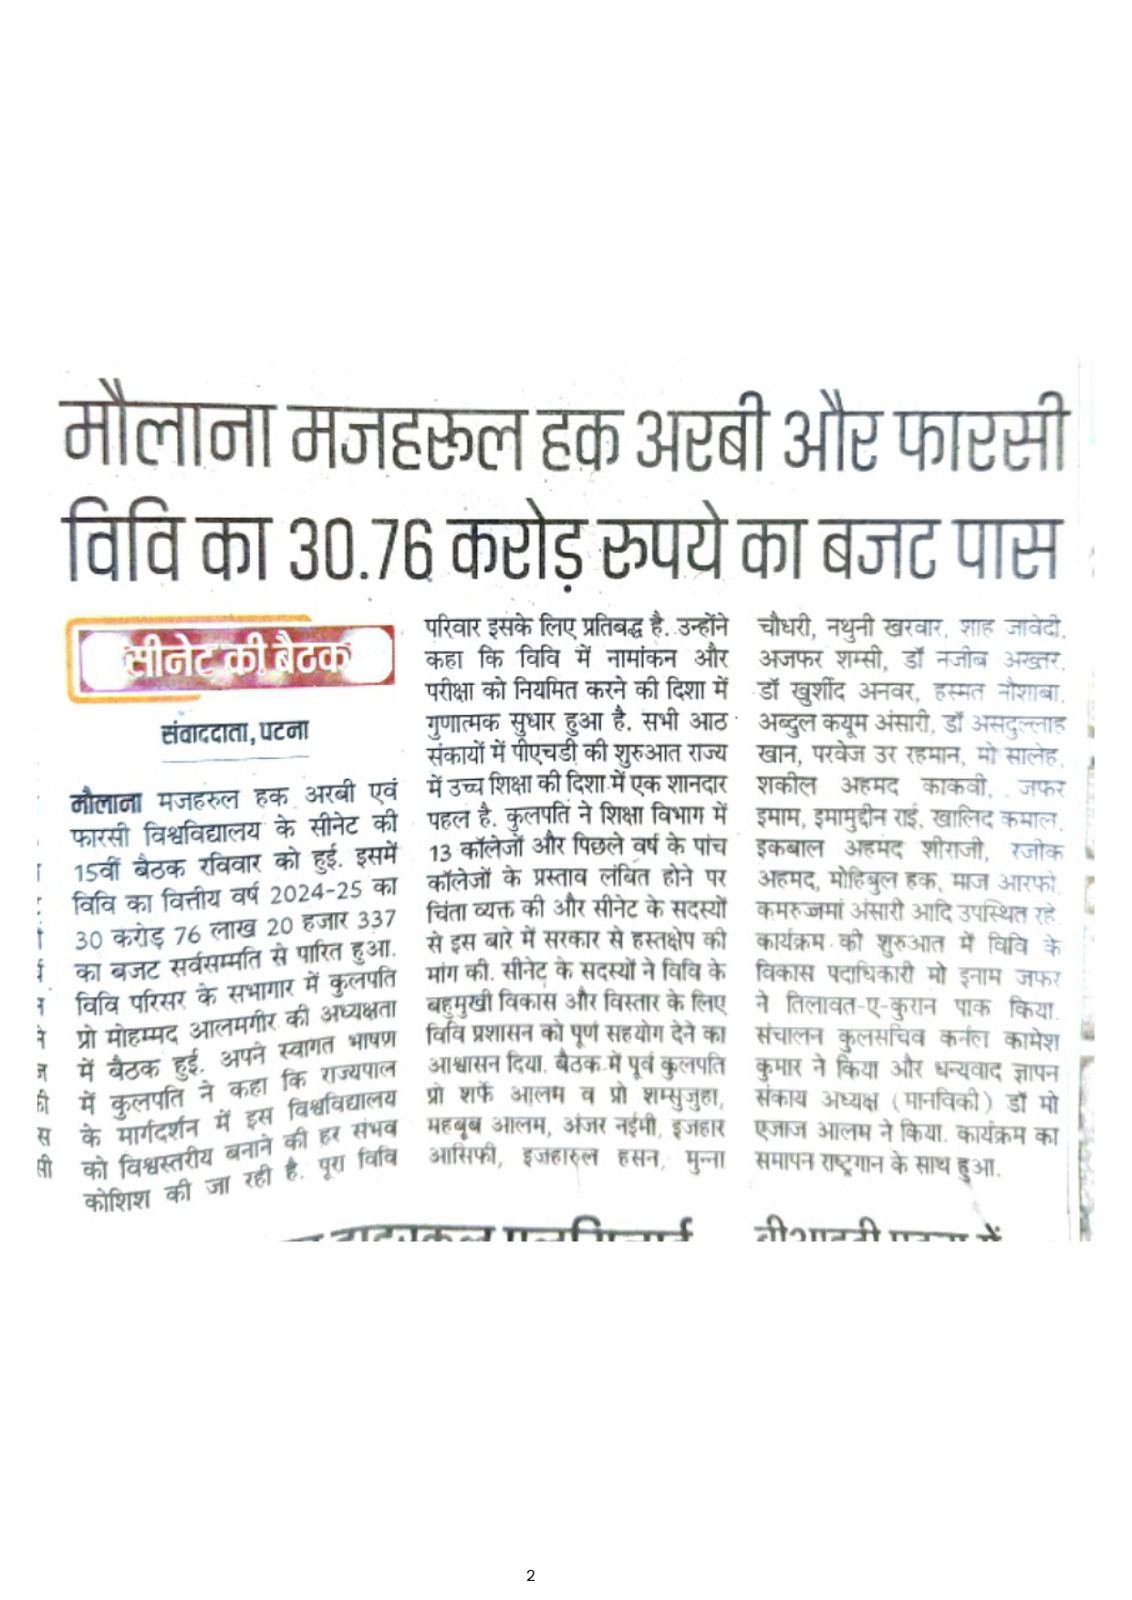 मौलाना मजहरूल हक अरबी और फारसी
विवि का 30.76 करोड़ रुपये का बजट पास
सीनेट की बैठक
संवाददाता, पटना
मौलाना मजहरुल हक अरबी एवं
फारसी विश्वविद्यालय के सीनेट की
15वीं बैठक रविवार को हुई. इसमें
विवि का वित्तीय वर्ष 2024-25 का
30 करोड़ 76 लाख 20 हजार 337
का बजट सर्वसम्मति से पारित हुआ.
विवि परिसर के सभागार में कुलपति
प्रो मोहम्मद आलमगीर की अध्यक्षता
में बैठक हुई. अपने स्वागत भाषण
में कुलपति ने कहा कि राज्यपाल
के मार्गदर्शन में इस विश्वविद्यालय
को विश्वस्तरीय बनाने की हर संभव
कोशिश की जा रही है. पूरा विवि
परिवार इसके लिए प्रतिबद्ध है. उन्होंने
कहा कि विवि में नामांकन और
परीक्षा को नियमित करने की दिशा में
गुणात्मक सुधार हुआ है. सभी आठ
संकायों में पीएचडी की शुरुआत राज्य
में उच्च शिक्षा की दिशा में एक शानदार
पहल है. कुलपति ने शिक्षा विभाग में
13 कॉलेजों और पिछले वर्ष के पांच
कॉलेजों के प्रस्ताव लंबित होने पर
चिंता व्यक्त की और सीनेट के सदस्यों
से इस बारे में सरकार से हस्तक्षेप की
मांग की. सीनेट के सदस्यों ने विवि के
बहुमुखी विकास और विस्तार के लिए
विवि प्रशासन को पूर्ण सहयोग देने का
आश्वासन दिया. बैठक में पूर्व कुलपति
प्रो शर्फे आलम व प्रो शम्सुजुहा,
महबूब आलम, अंजर नईमी, इजहार
आसिफी, इजहारुल हसन, मुन्ना
चौधरी, नथुनी खरवार, शाह जावेदी,
अजफर शम्सी, डॉ नजीब अख्तर,
डॉ खुर्शीद अनवर, हस्मत नौशाबा,
अब्दुल कयूम अंसारी, डॉ असदुल्लाह
खान, परवेज उर रहमान, मो सालेह,
शकील अहमद काकवी, जफर
इमाम, इमामुद्दीन राई, खालिद कमाल,
इकबाल अहमद शीराजी, रजीक
अहमद, मोहिबुल हक, माज आरफी,
कमरुज्जमां अंसारी आदि उपस्थित रहे.
कार्यक्रम की शुरुआत में विवि के
विकास पदाधिकारी मो इनाम जफर
ने तिलावत-ए-कुरान पाक किया.
संचालन कुलसचिव कर्नल कामेश
कुमार ने किया और धन्यवाद ज्ञापन
संकाय अध्यक्ष (मानविकी) डॉ मो
एजाज आलम ने किया. कार्यक्रम का
समापन राष्ट्रगान के साथ हुआ.
2